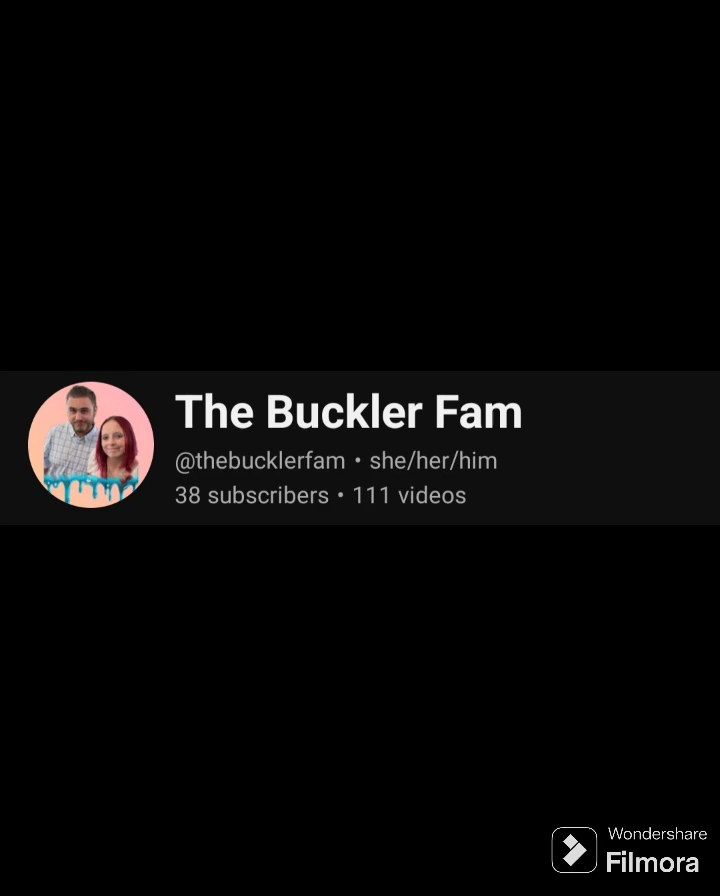 The Buckler Fam
@thebucklerfam • she/her/him
38 subscribers • 111 videos
Wondershare
Filmora